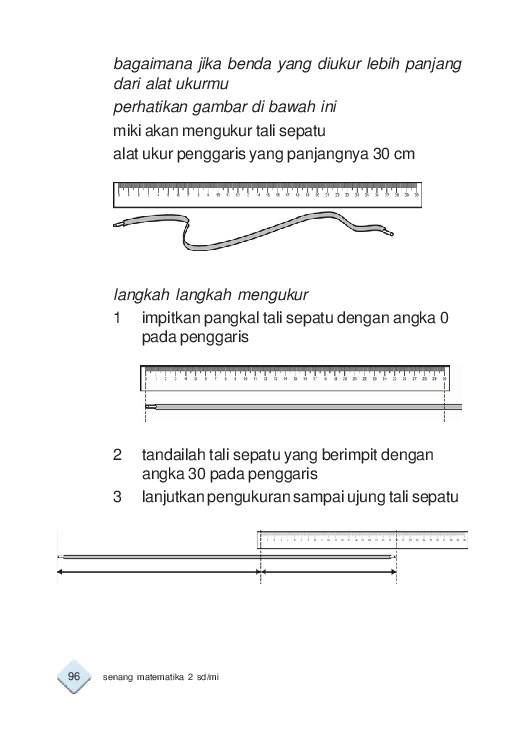 bagaimana jika benda yang diukur lebih panjang
dari alat ukurmu
perhatikan gambar di bawah ini
miki akan mengukur tali sepatu
alat ukur penggaris yang panjangnya 30 cm
langkah langkah mengukur
1 impitkan pangkal tali sepatu dengan angka 0
pada penggaris
2 tandailah tali sepatu yang berimpit dengan
angka 30 pada penggaris
3 lanjutkan pengukuran sampai ujung tali sepatu
96 senang matematika 2 sd/mi